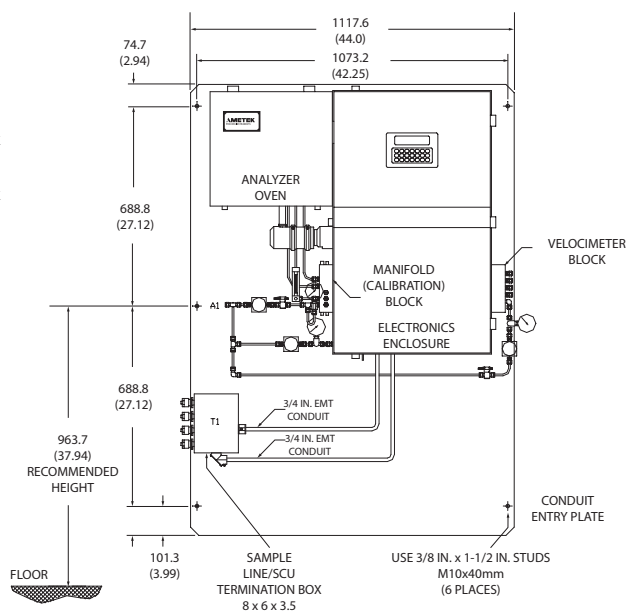 1117.6
(44.0)
74.7
(2.94)
1073.2
(42.25)
AMETEK
ANALYZER
OVEN
688.8
(27.12)
VELOCIMETER
BLOCK
MANIFOLD
(CALIBRATION)
BLOCK
A1
ELECTRONICS
ENCLOSURE
688.8
(27.12)
3/4 IN. EMT
CONDUIT
T1
963.7
(37.94)
RECOMMENDED
HEIGHT
3/4 IN. EMT
CONDUIT
CONDUIT
ENTRY PLATE
101.3
(3.99)
SAMPLE
LINE/SCU
TERMINATION BOX
8 x 6 x 3.5
USE 3/8 IN. x 1-1/2 IN. STUDS
M10x40mm
(6 PLACES)
FLOOR